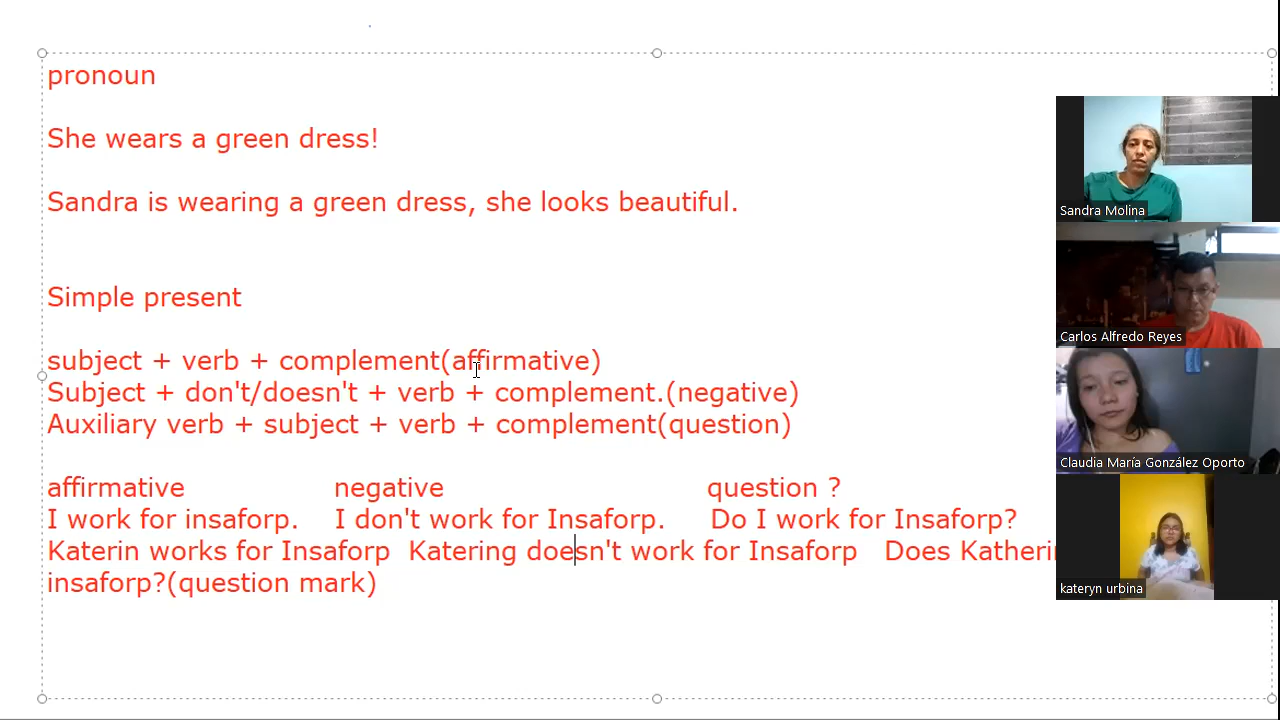 pronoun
She wears a green dress!
Sandra is wearing a green dress, she looks beautiful.
Simple present
subject + verb + complement(affirmative)
Subject + don't/doesn't + verb + complement.(negative)
Auxiliary verb + subject + verb + complement(question)
affirmative negative question ?
I work for insaforp. I don't work for Insaforp. Do I work for Insaforp?
Katerin works for Insaforp Katering doesn't work for Insaforp Does
insaforp?(question mark)
Sandra Molina
Carlos Alfredo Reyes
Claudia María González Oporto
kateryn urbina